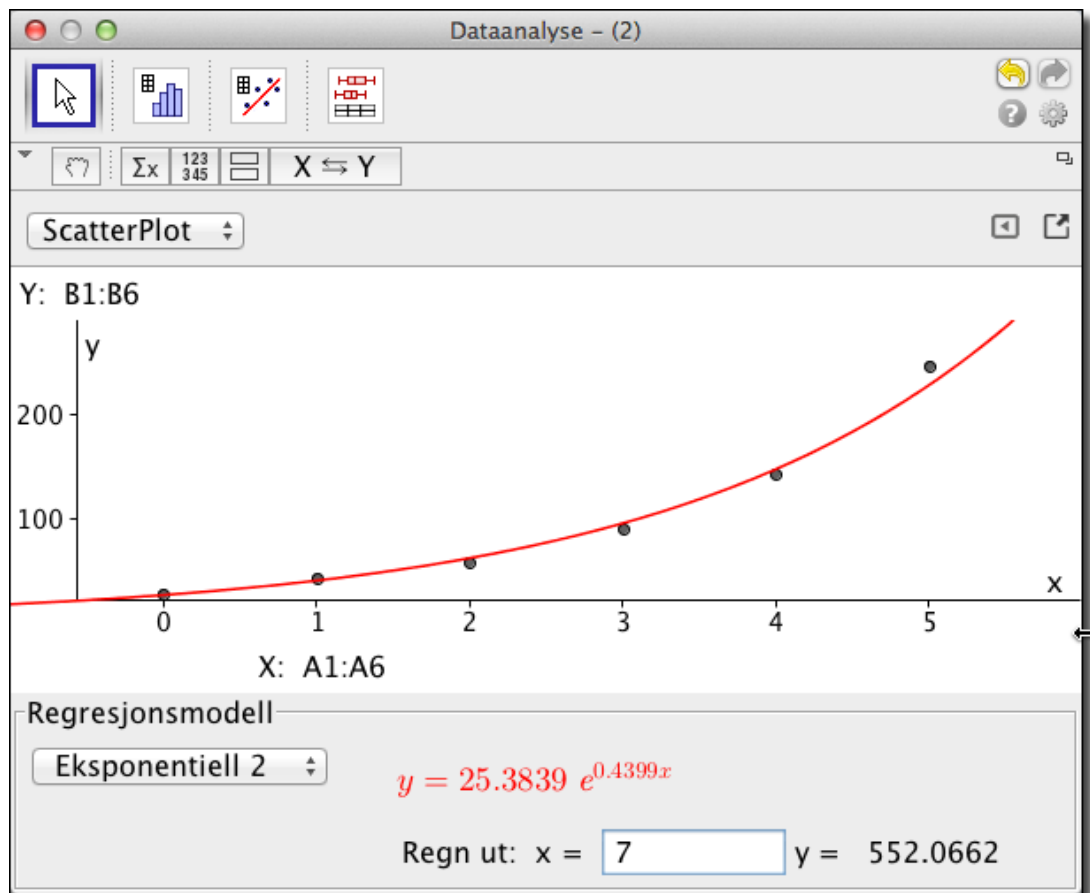 Dataanalyse – (2)
Σx 123 345 X ⇆ Y
ScatterPlot
Y: B1:B6
y
200
100
x
0 1 2 3 4 5
X: A1:A6
Regresjonsmodell
Eksponentiell 2
y = 25.3839 e^{0.4399x}
Regn ut: x = 7 y = 552.0662